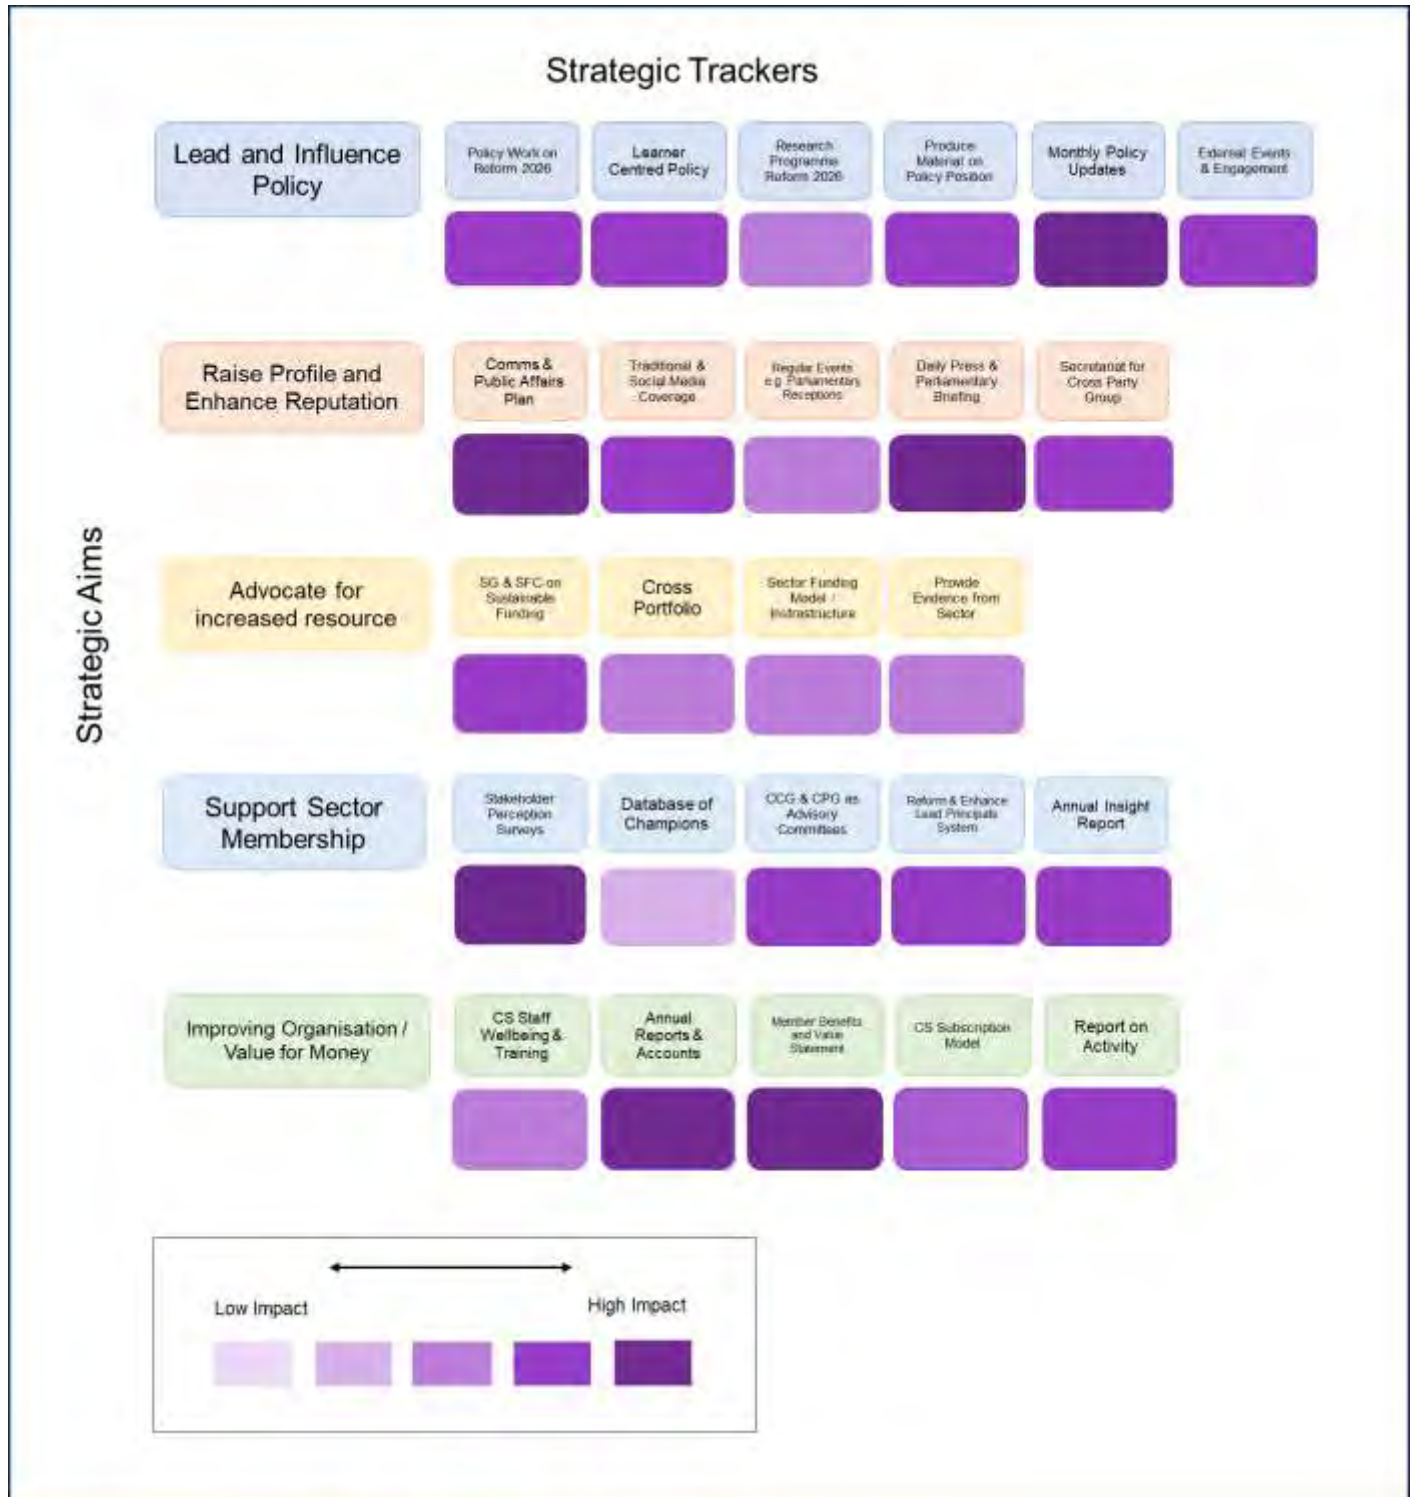 Strategic Trackers
Strategic Aims
Lead and Influence
Policy
Policy Work on
Reform 2026
Learner
Centred Policy
Research
Programme
Reform 2026
Produce
Material on
Policy Position
Monthly Policy
Updates
External Events
& Engagement
Raise Profile and
Enhance Reputation
Comms &
Public Affairs
Plan
Traditional &
Social Media
Coverage
Regular Events
e.g. Parliamentary
Receptions
Daily Press &
Parliamentary
Briefing
Secretariat for
Cross Party
Group
Advocate for
increased resource
SG & SFC on
Sustainable
Funding
Cross
Portfolio
Sector Funding
Model /
Instrastructure
Provide
Evidence from
Sector
Support Sector
Membership
Stakeholder
Perception
Surveys
Database of
Champions
CCG & CPG as
Advisory
Committees
Reform & Enhance
Lead Principals
System
Annual Insight
Report
Improving Organisation /
Value for Money
CS Staff
Wellbeing &
Training
Annual
Reports &
Accounts
Member Benefits
and Value
Statement
CS Subscription
Model
Report on
Activity
Low Impact
High Impact